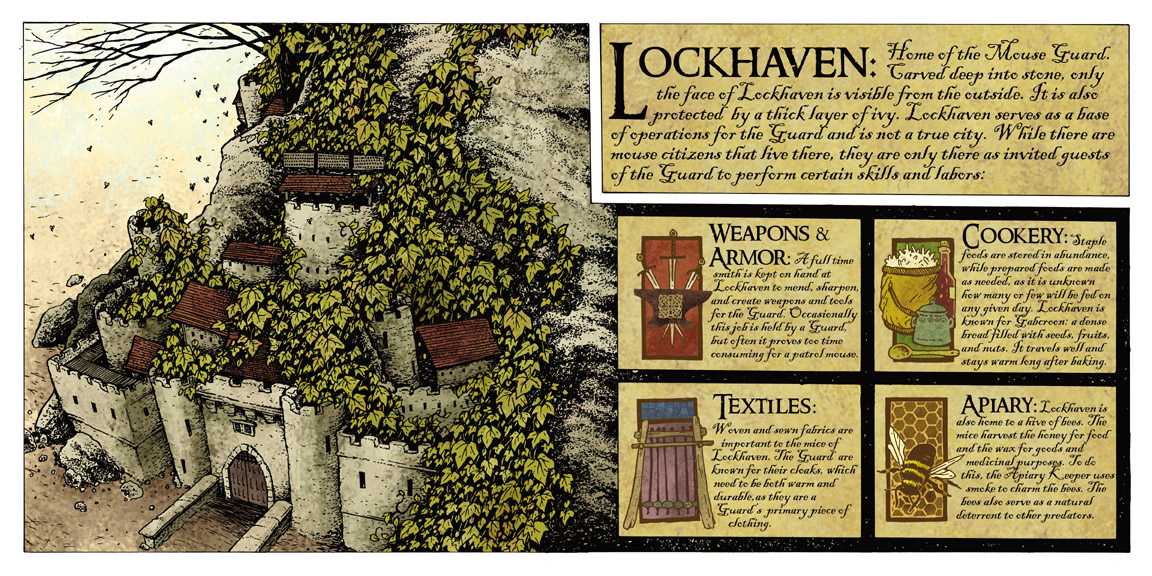 LOCKHAVEN: Home of the Mouse Guard.
Carved deep into stone, only
the face of Lockhaven is visible from the outside. It is also
protected by a thick layer of ivy. Lockhaven serves as a base
of operations for the Guard and is not a true city. While there are
mouse citizens that live there, they are only there as invited guests
of the Guard to perform certain skills and labors:
WEAPONS &
ARMOR: A full time
smith is kept on hand at
Lockhaven to mend, sharpen,
and create weapons and tools
for the Guard. Occasionally
this job is held by a Guard,
but often it proves too time
consuming for a patrol mouse.
COOKERY: Staple
foods are stored in abundance,
while prepared foods are made
as needed, as it is unknown
how many or few will be fed on
any given day. Lockhaven is
known for Gabcroon: a dense
bread filled with seeds, fruits,
and nuts. It travels well and
stays warm long after baking.
TEXTILES:
Woven and sewn fabrics are
important to the mice of
Lockhaven. The Guard are
known for their cloaks, which
need to be both warm and
durable, as they are a
Guard's primary piece of
clothing.
APIARY: Lockhaven is
also home to a hive of bees. The
mice harvest the honey for food
and the wax for goods and
medicinal purposes. To do
this, the Apiary Keeper uses
smoke to charm the bees. The
bees also serve as a natural
deterrent to other predators.